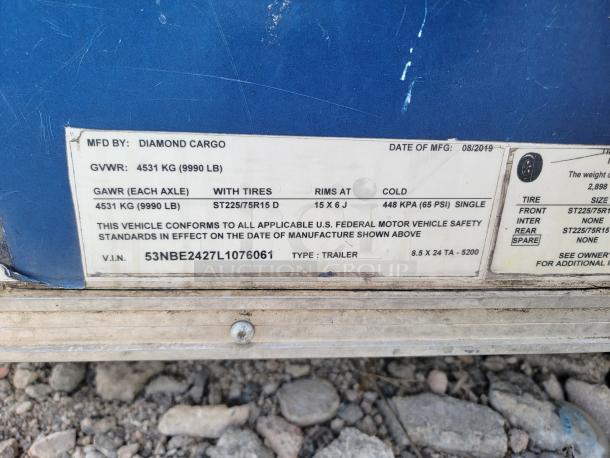 MFD BY: DIAMOND CARGO DATE OF MFG: 08/2019
GVWR: 4531 KG (9990 LB)
GAWR (EACH AXLE) WITH TIRES RIMS AT COLD
4531 KG (9990 LB) ST225/75R15 D 15 X 6 J 448 KPA (65 PSI) SINGLE
THIS VEHICLE CONFORMS TO ALL APPLICABLE U.S. FEDERAL MOTOR VEHICLE SAFETY
STANDARDS IN EFFECT ON THE DATE OF MANUFACTURE SHOWN ABOVE
V.I.N. 53NBE2427L1076061 TYPE : TRAILER 8.5 X 24 TA - 5200
The weight o
2,898
TIRE SIZE
FRONT ST225/75R1
INTER NONE
REAR ST225/75R15
SPARE NONE
SEE OWNER
FOR ADDITIONAL I
AUCTION GROUP